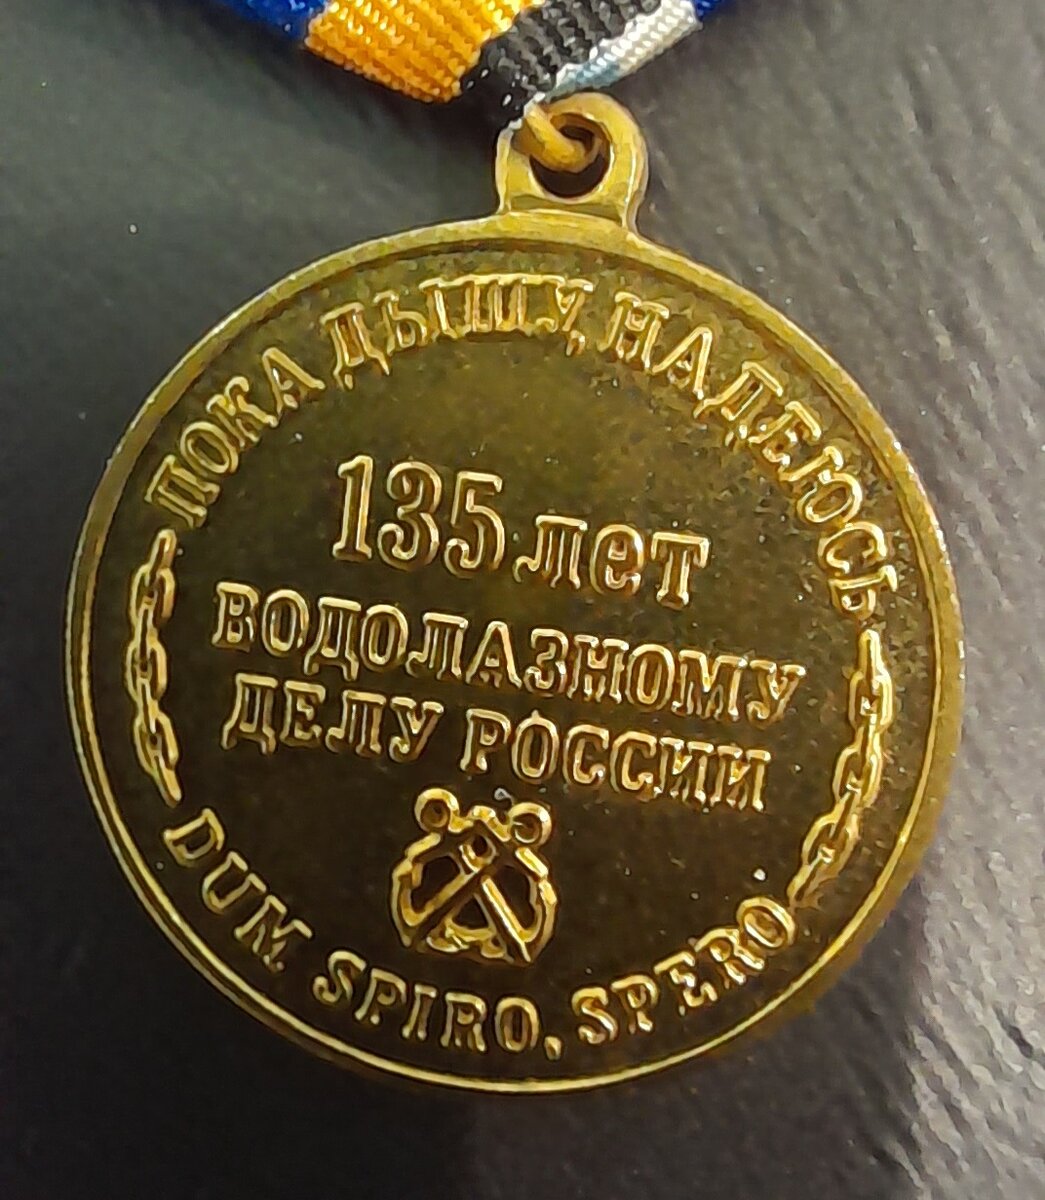 ПОКА ДЫШУ, НАДЕЮСЬ
135 лет
ВОДОЛАЗНОМУ
ДЕЛУ РОССИИ
DUM SPIRO, SPERO